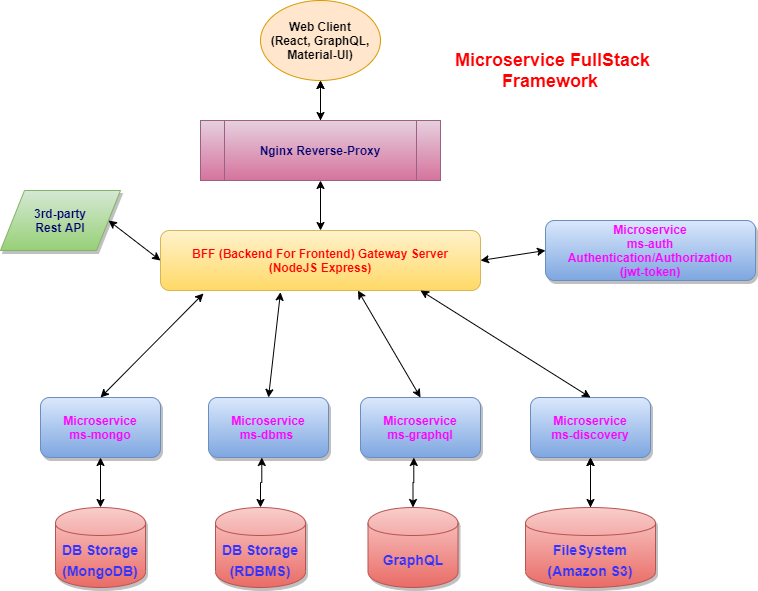 Web Client
(React, GraphQL,
Material-UI)
Microservice FullStack
Framework
Nginx Reverse-Proxy
3rd-party
Rest API
BFF (Backend For Frontend) Gateway Server
(NodeJS Express)
Microservice
ms-auth
Authentication/Authorization
(jwt-token)
Microservice
ms-mongo
Microservice
ms-dbms
Microservice
ms-graphql
Microservice
ms-discovery
DB Storage
(MongoDB)
DB Storage
(RDBMS)
GraphQL
FileSystem
(Amazon S3)